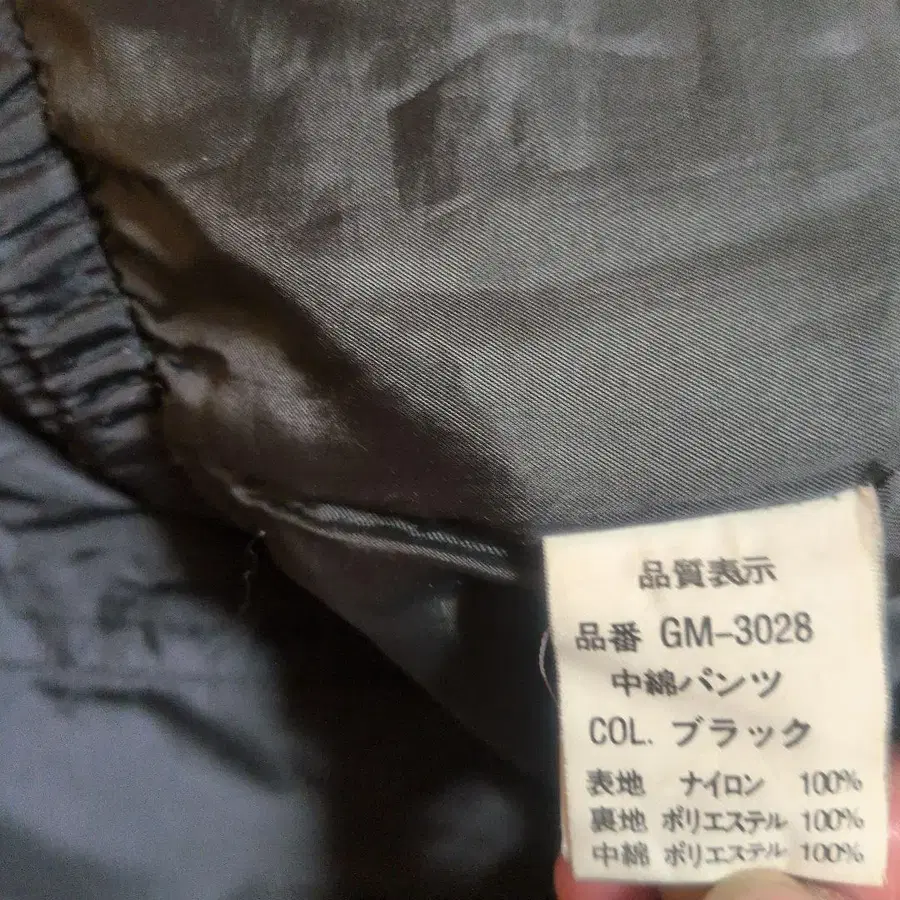 品質表示
品番 GM-3028
中綿パンツ
COL. ブラック
表地 ナイロン 100%
裏地 ポリエステル 100%
中綿 ポリエステル 100%